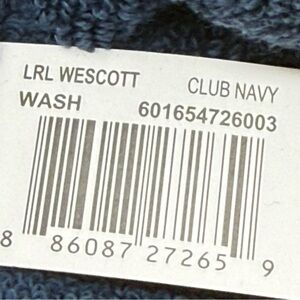 LRL WESCOTT CLUB NAVY
WASH 601654726003
8 86087 27265 9